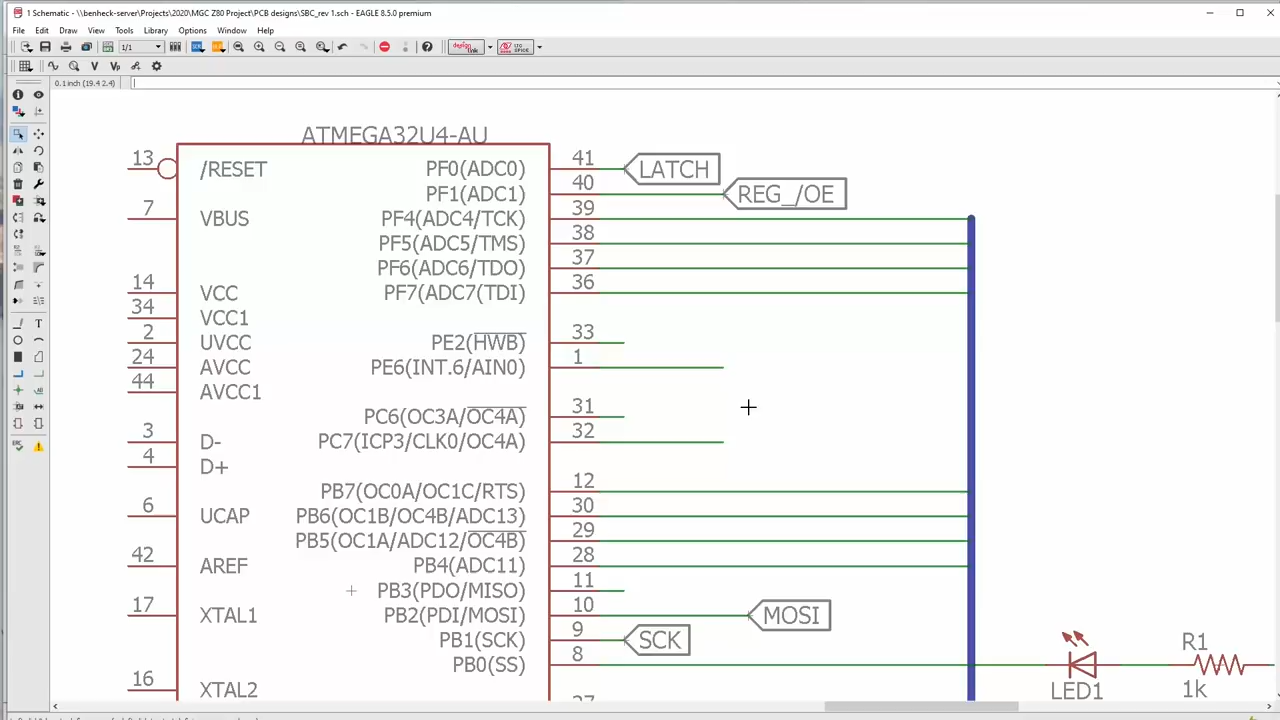 1 Schematic - \\benheck-server\Projects\2020\MGC Z80 Project\PCB designs\SBC_rev 1.sch - EAGLE 8.5.0 premium
File Edit Draw View Tools Library Options Window Help
1/1
0.1 inch (19.4 2.4)
ATMEGA32U4-AU
13 /RESET PF0(ADC0) 41 LATCH
PF1(ADC1) 40 REG_/OE
7 VBUS PF4(ADC4/TCK) 39
PF5(ADC5/TMS) 38
PF6(ADC6/TDO) 37
14 VCC PF7(ADC7(TDI) 36
34 VCC1
2 UVCC PE2(HWB) 33
24 AVCC PE6(INT.6/AIN0) 1
44 AVCC1
PC6(OC3A/OC4A) 31
3 D- PC7(ICP3/CLK0/OC4A) 32
4 D+
PB7(OC0A/OC1C/RTS) 12
6 UCAP PB6(OC1B/OC4B/ADC13) 30
PB5(OC1A/ADC12/OC4B) 29
42 AREF PB4(ADC11) 28
PB3(PDO/MISO) 11
17 XTAL1 PB2(PDI/MOSI) 10 MOSI
PB1(SCK) 9 SCK
PB0(SS) 8
16 XTAL2
LED1
R1
1k